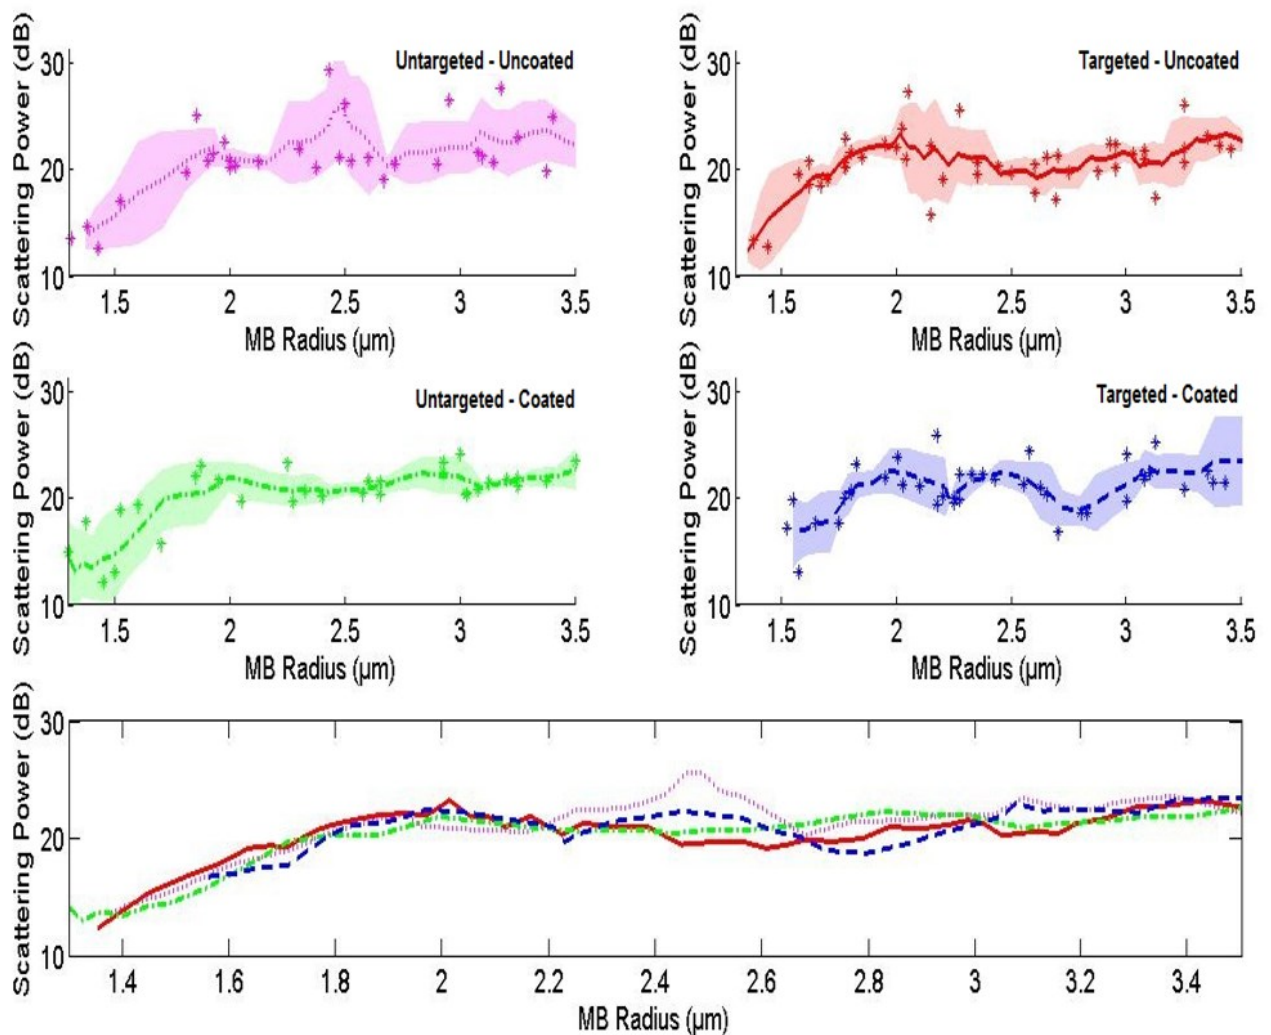 Scattering Power (dB)
30
20
10
Untargeted - Uncoated
1.5 2 2.5 3 3.5
MB Radius (µm)
Scattering Power (dB)
30
20
10
Targeted - Uncoated
1.5 2 2.5 3 3.5
MB Radius (µm)
Scattering Power (dB)
30
20
10
Untargeted - Coated
1.5 2 2.5 3 3.5
MB Radius (µm)
Scattering Power (dB)
30
20
10
Targeted - Coated
1.5 2 2.5 3 3.5
MB Radius (µm)
Scattering Power (dB)
30
20
10
1.4 1.6 1.8 2 2.2 2.4 2.6 2.8 3 3.2 3.4
MB Radius (µm)